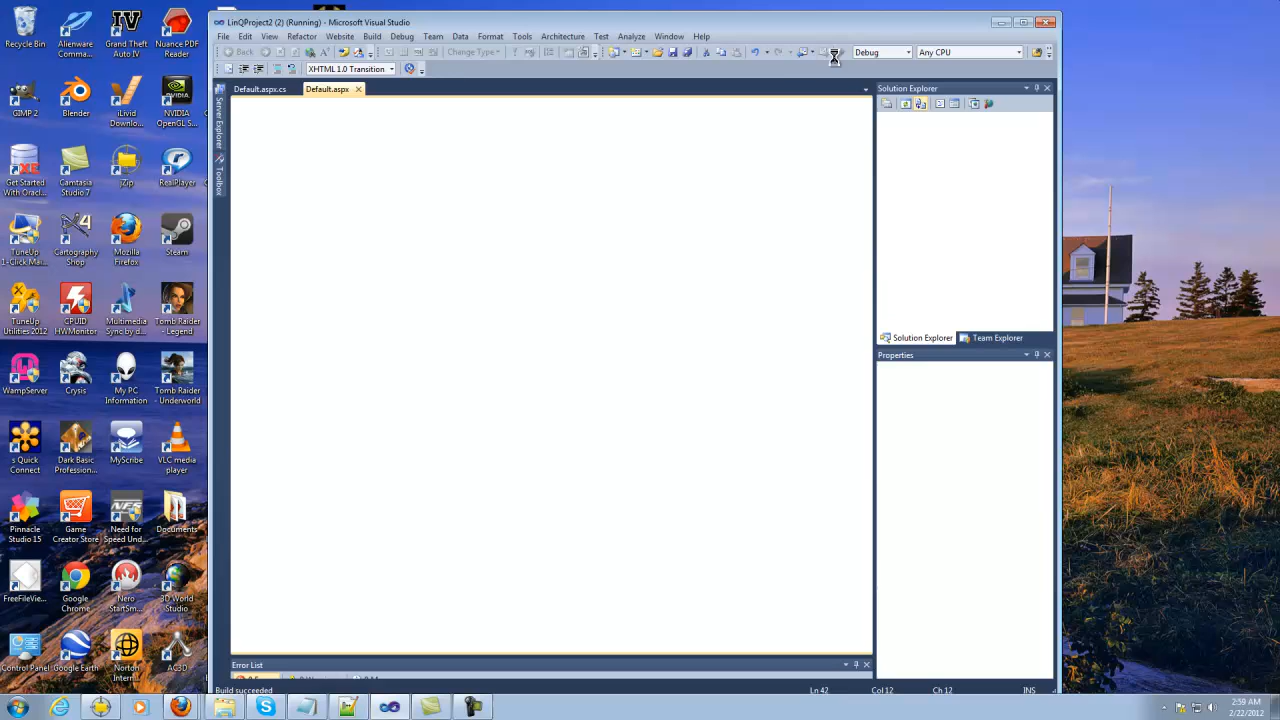 LinQProject2 (2) (Running) - Microsoft Visual Studio
File Edit View Refactor Website Build Debug Team Data Format Tools Architecture Test Analyze Window Help
Back
Change Type
Debug
Any CPU
XHTML 1.0 Transition
Default.aspx.cs
Default.aspx
Server Explorer
Toolbox
Solution Explorer
Solution Explorer
Team Explorer
Properties
Error List
Build succeeded
Ln 42
Col 12
Ch 12
INS
Recycle Bin
Alienware
Comma...
Grand Theft
Auto IV
Nuance PDF
Reader
GIMP 2
Blender
iLivid
Downlo...
NVIDIA
OpenGL S...
Get Started
With Oracl...
Camtasia
Studio 7
jZip
RealPlayer
TuneUp
1-Click Mai...
Cartography
Shop
Mozilla
Firefox
Steam
TuneUp
Utilities 2012
CPUID
HWMonitor
Multimedia
Sync by d...
Tomb Raider
- Legend
WampServer
Crysis
My PC
Information
Tomb Raider
- Underworld
s Quick
Connect
Dark Basic
Profession...
MyScribe
VLC media
player
Pinnacle
Studio 15
Game
Creator Store
Need for
Speed Und...
Documents
FreeFileVie...
Google
Chrome
Nero
StartSm...
3D World
Studio
Control Panel
Google Earth
Norton
Intern...
AC3D
2:59 AM
2/22/2012